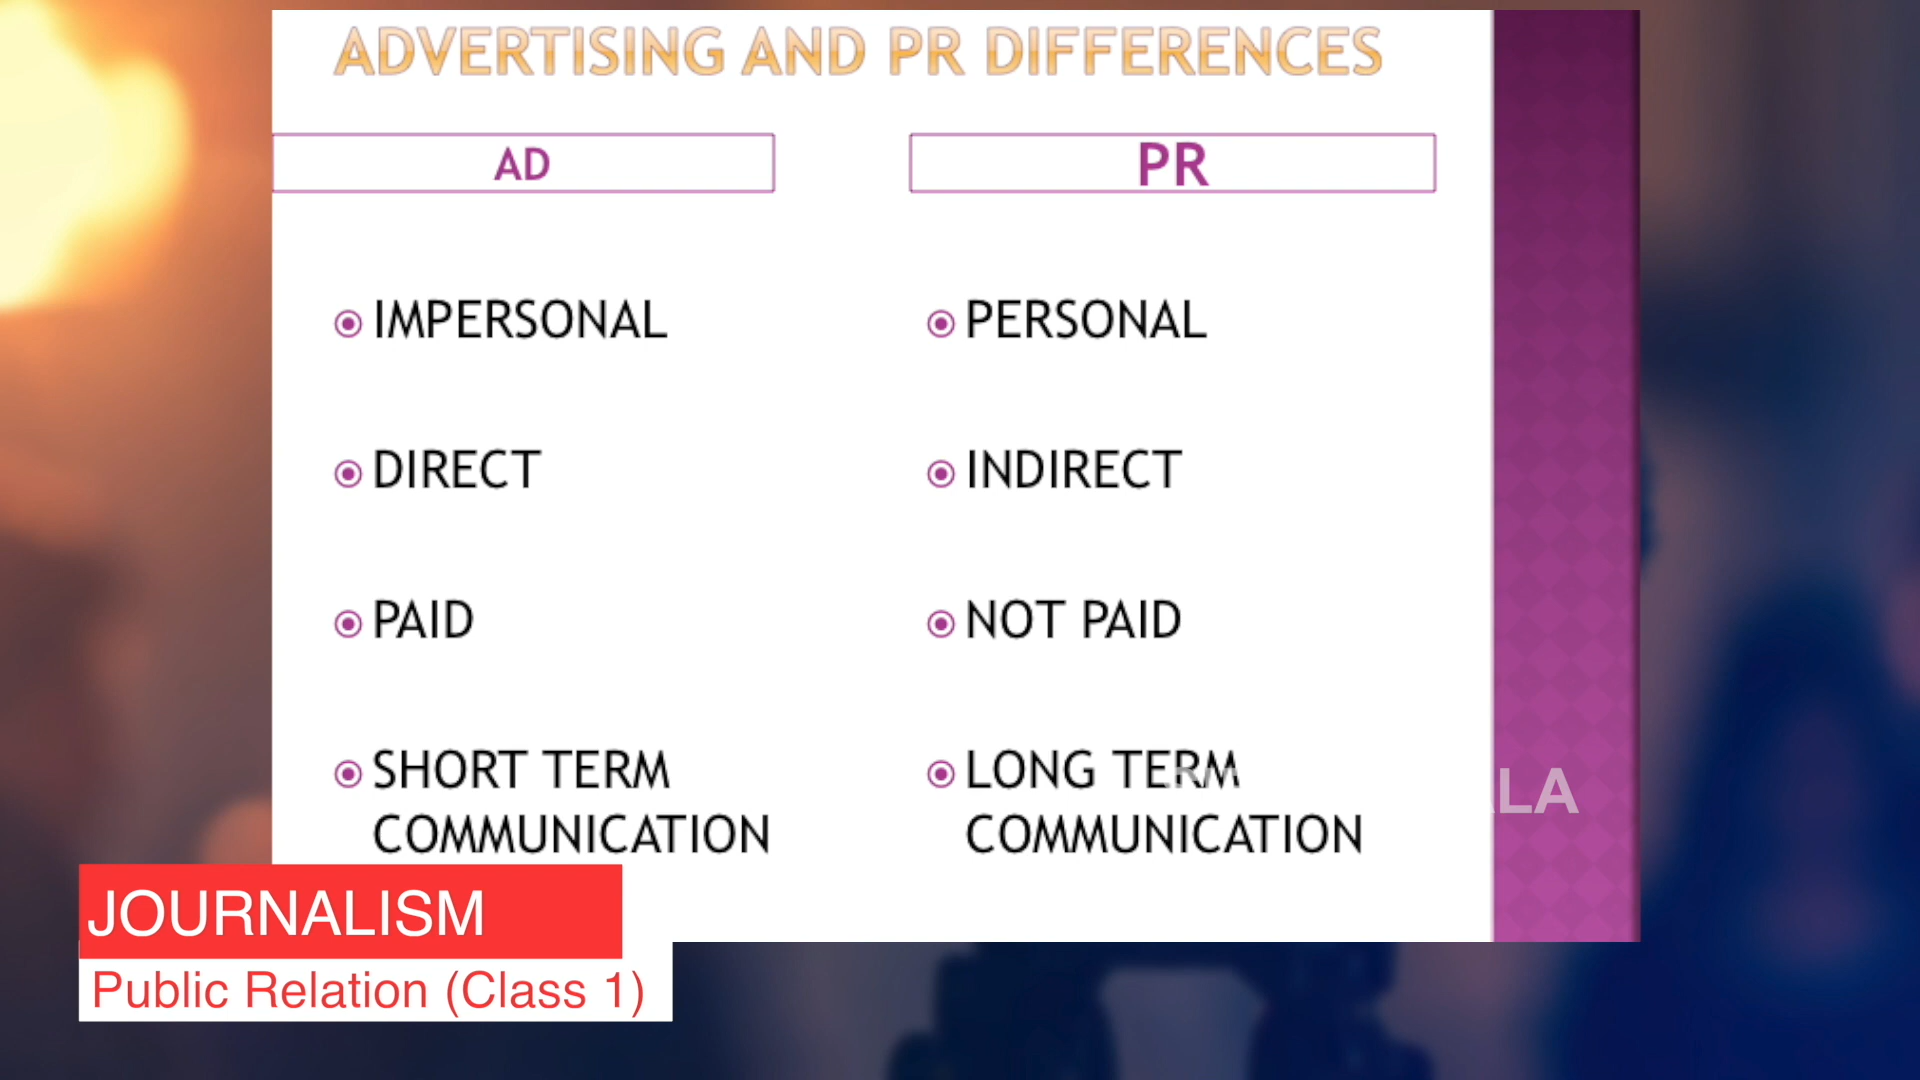 ADVERTISING AND PR DIFFERENCES
AD
PR
IMPERSONAL
PERSONAL
DIRECT
INDIRECT
PAID
NOT PAID
SHORT TERM
COMMUNICATION
LONG TERM
COMMUNICATION
JOURNALISM
Public Relation (Class 1)